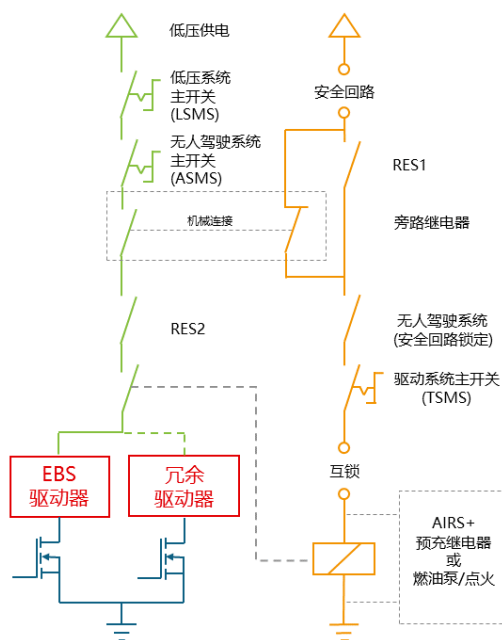 低压供电
低压系统
主开关
(LSMS)
无人驾驶系统
主开关
(ASMS)
机械连接
RES2
EBS
驱动器
冗余
驱动器
安全回路
RES1
旁路继电器
无人驾驶系统
(安全回路锁定)
驱动系统主开关
(TSMS)
互锁
AIRS+
预充继电器
或
燃油泵/点火